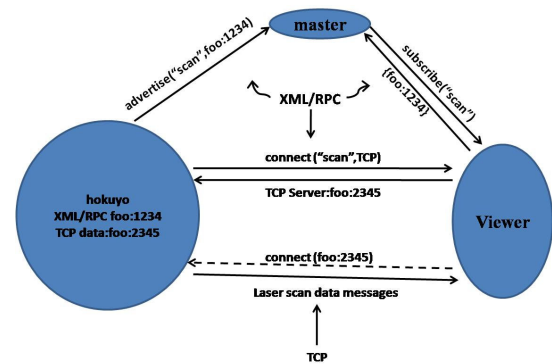 master
advertise("scan",foo:1234)
subscribe("scan")
{foo:1234}
XML/RPC
connect ("scan",TCP)
TCP Server:foo:2345
hokuyo
XML/RPC foo:1234
TCP data:foo:2345
Viewer
connect (foo:2345)
Laser scan data messages
TCP